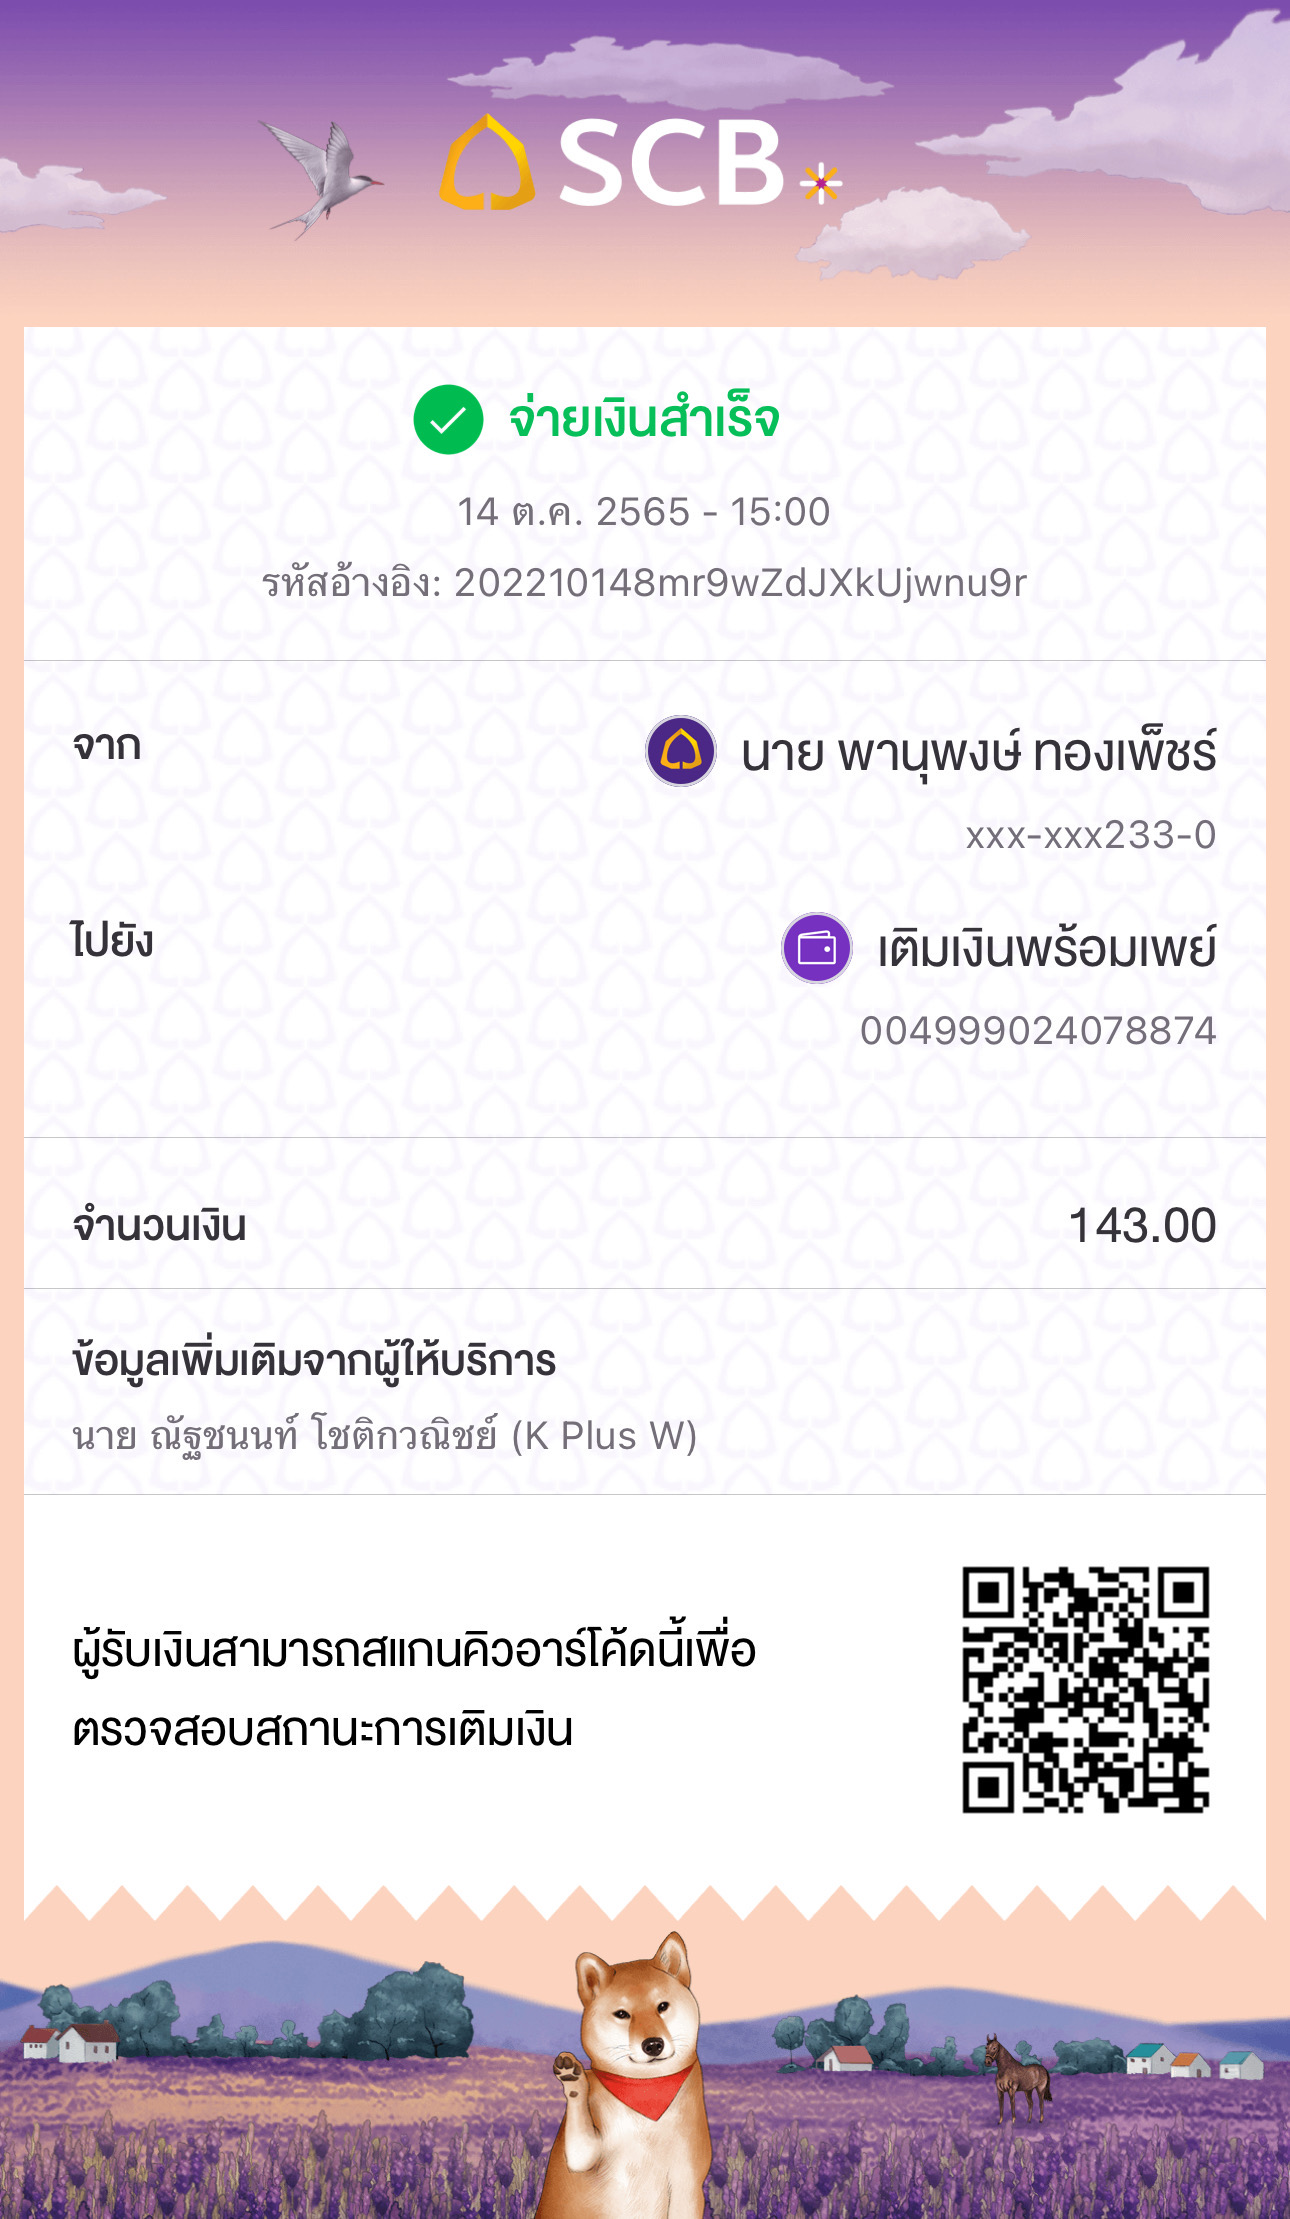 SCB
จ่ายเงินสำเร็จ
14 ต.ค. 2565 - 15:00
รหัสอ้างอิง: 202210148mr9wZdJXkUjwnu9r
จาก
นาย พานุพงษ์ ทองเพ็ชร์
xxx-xxx233-0
ไปยัง
เติมเงินพร้อมเพย์
004999024078874
จำนวนเงิน
143.00
ข้อมูลเพิ่มเติมจากผู้ให้บริการ
นาย ณัฐชนนท์ โชติกวณิชย์ (K Plus W)
ผู้รับเงินสามารถสแกนคิวอาร์โค้ดนี้เพื่อ
ตรวจสอบสถานะการเติมเงิน